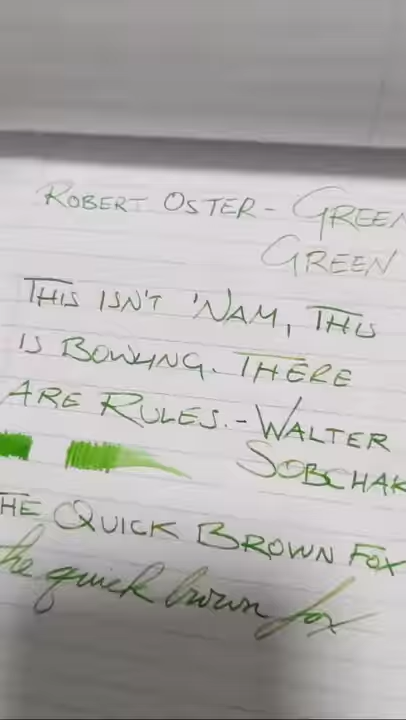 ROBERT OSTER - GREEN
GREEN
THIS ISN'T 'NAM, THIS
IS BOWLING. THERE
ARE RULES. - WALTER
SOBCHAK
THE QUICK BROWN FOX
the quick brown fox